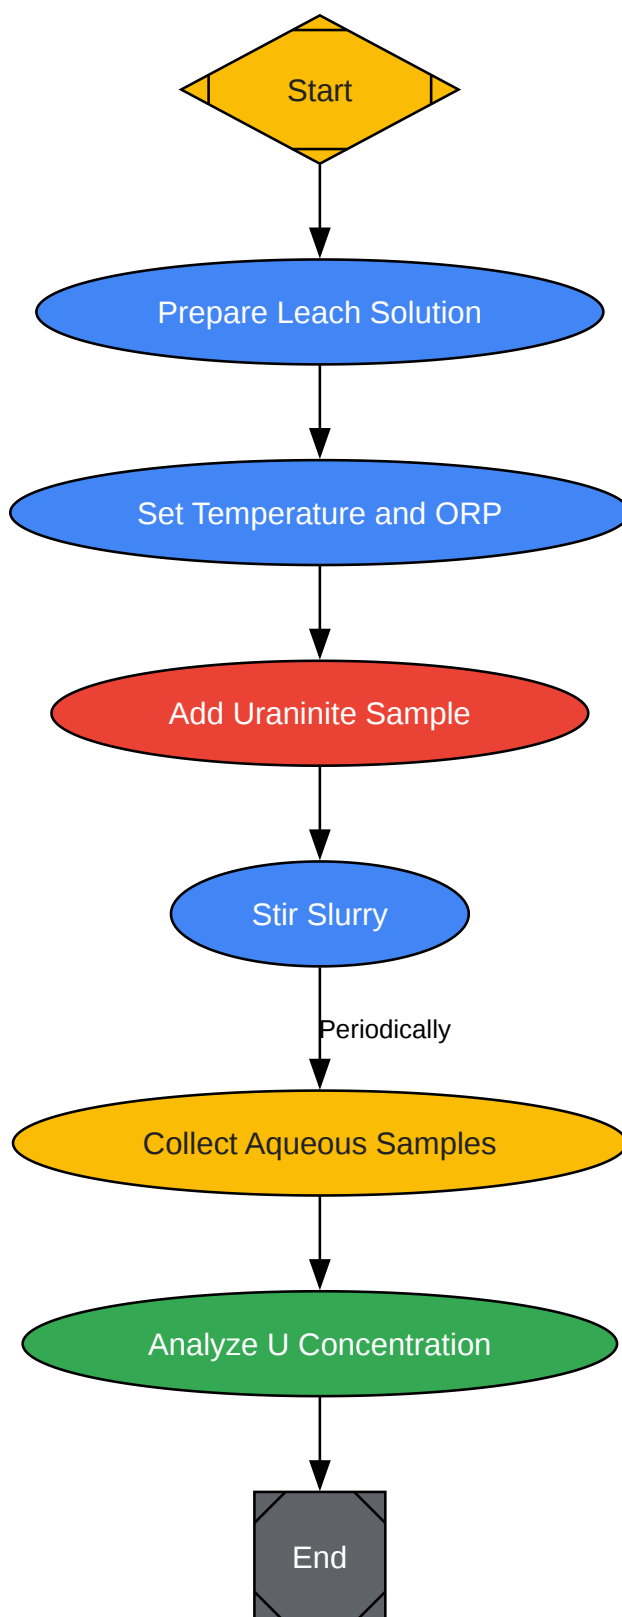 Start
Prepare Leach Solution
Set Temperature and ORP
Add Uraninite Sample
Stir Slurry
Periodically
Collect Aqueous Samples
Analyze U Concentration
End